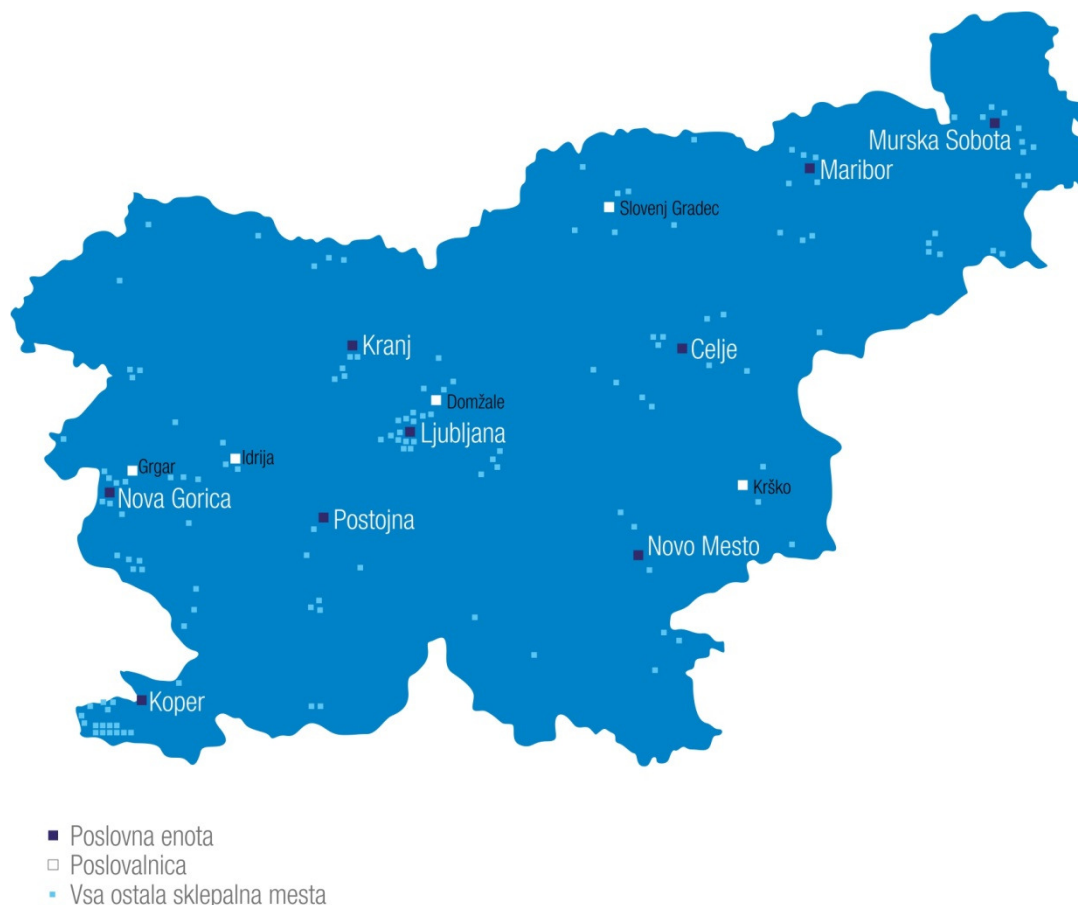 Murska Sobota
Maribor
Slovenj Gradec
Kranj
Celje
Domžale
Ljubljana
Idrija
Grgar
Nova Gorica
Krško
Postojna
Novo Mesto
Koper
Poslovna enota
Poslovalnica
Vsa ostala sklepalna mesta